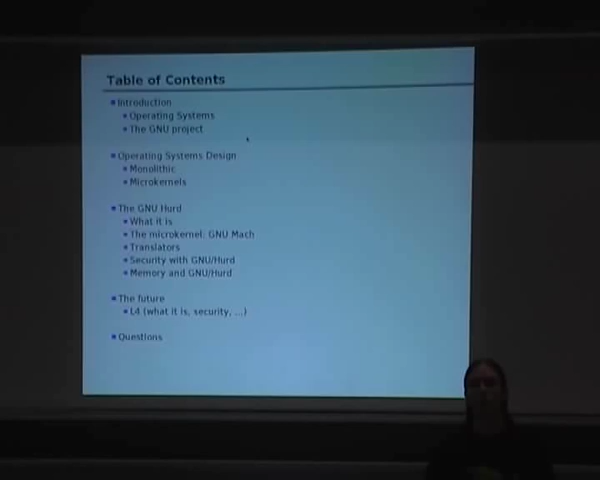 Table of Contents
Introduction
Operating Systems
The GNU project
Operating Systems Design
Monolithic
Microkernels
The GNU Hurd
What it is
The microkernel: GNU Mach
Translators
Security with GNU/Hurd
Memory and GNU/Hurd
The future
L4 (what it is, security, ...)
Questions